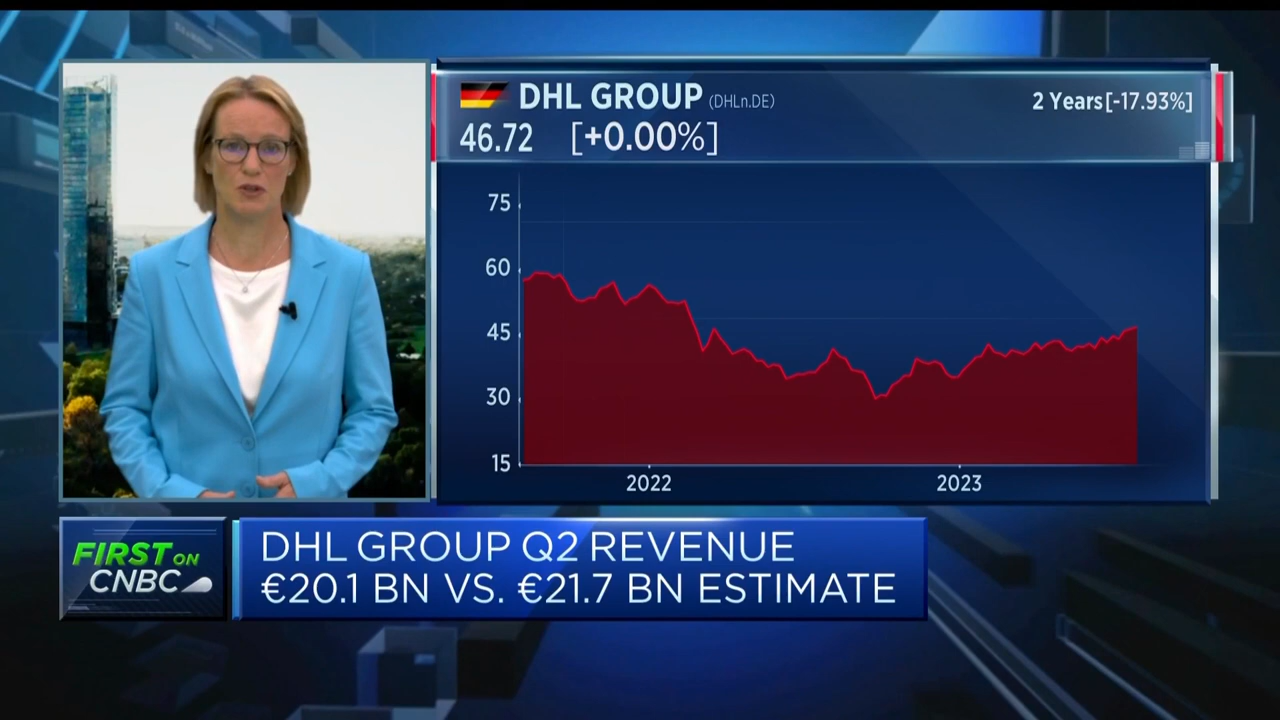 DHL GROUP (DHLn.DE)
2 Years[-17.93%]
46.72 [+0.00%]
75
60
45
30
15
2022
2023
FIRST ON
CNBC
DHL GROUP Q2 REVENUE
€20.1 BN VS. €21.7 BN ESTIMATE